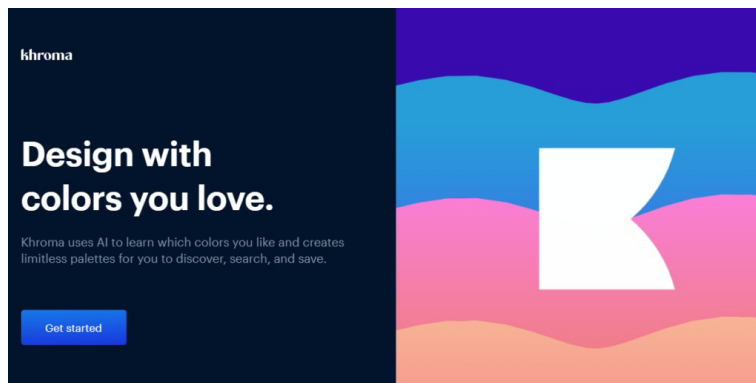 khroma
Design with
colors you love.
Khroma uses AI to learn which colors you like and creates
limitless palettes for you to discover, search, and save.
Get started